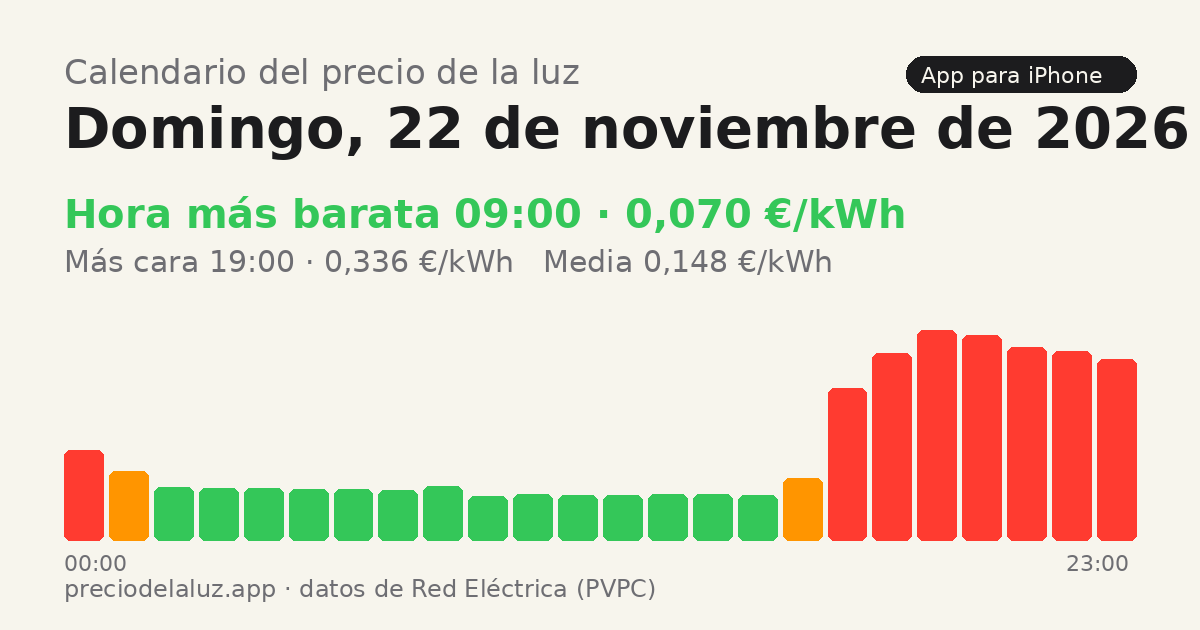 Calendario del precio de la luz
App para iPhone
Domingo, 22 de noviembre de 2026
Hora más barata 09:00 · 0,070 €/kWh
Más cara 19:00 · 0,336 €/kWh Media 0,148 €/kWh
00:00
23:00
preciodelaluz.app · datos de Red Eléctrica (PVPC)